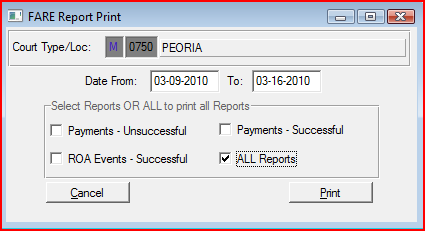 FARE Report Print
Court Type/Loc: M 0750 PEORIA
Date From: 03-09-2010 To: 03-16-2010
Select Reports OR ALL to print all Reports
Payments - Unsuccessful Payments - Successful
ROA Events - Successful ALL Reports
Cancel Print